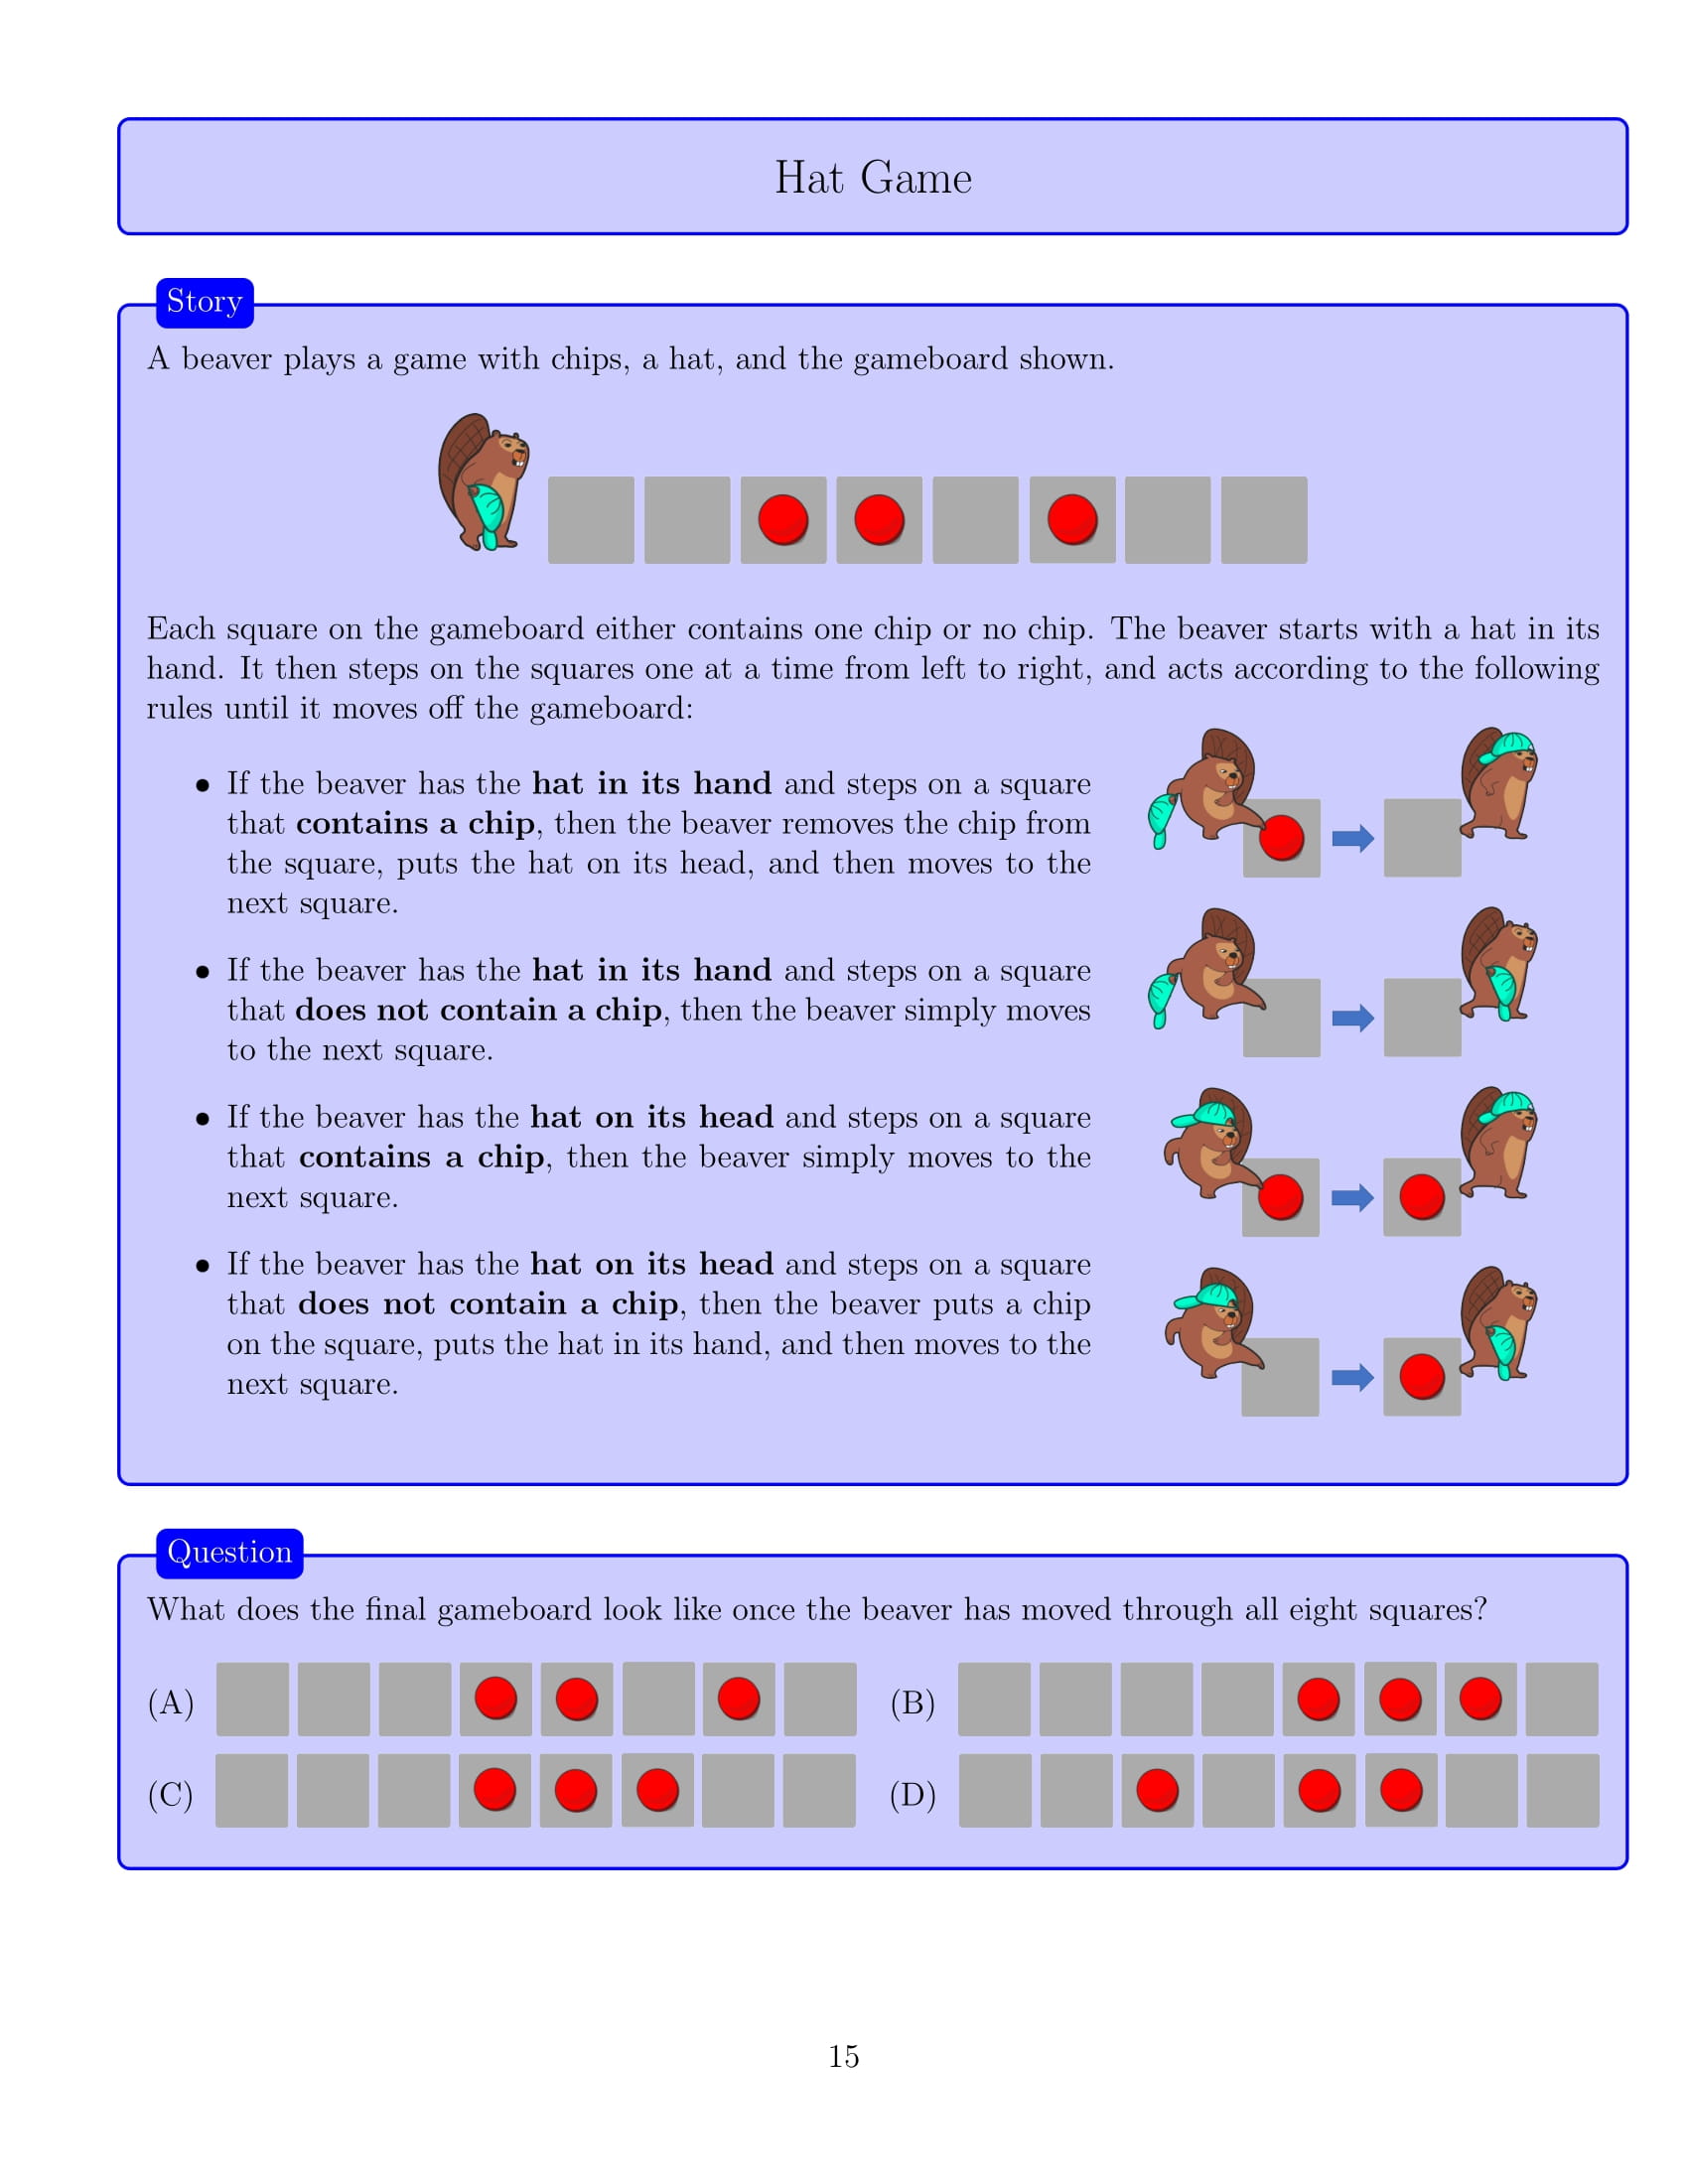 Hat Game
Story
A beaver plays a game with chips, a hat, and the gameboard shown.
Each square on the gameboard either contains one chip or no chip. The beaver starts with a hat in its
hand. It then steps on the squares one at a time from left to right, and acts according to the following
rules until it moves off the gameboard:
• If the beaver has the hat in its hand and steps on a square
that contains a chip, then the beaver removes the chip from
the square, puts the hat on its head, and then moves to the
next square.
• If the beaver has the hat in its hand and steps on a square
that does not contain a chip, then the beaver simply moves
to the next square.
• If the beaver has the hat on its head and steps on a square
that contains a chip, then the beaver simply moves to the
next square.
• If the beaver has the hat on its head and steps on a square
that does not contain a chip, then the beaver puts a chip
on the square, puts the hat in its hand, and then moves to the
next square.
Question
What does the final gameboard look like once the beaver has moved through all eight squares?
(A) (B)
(C) (D)
15